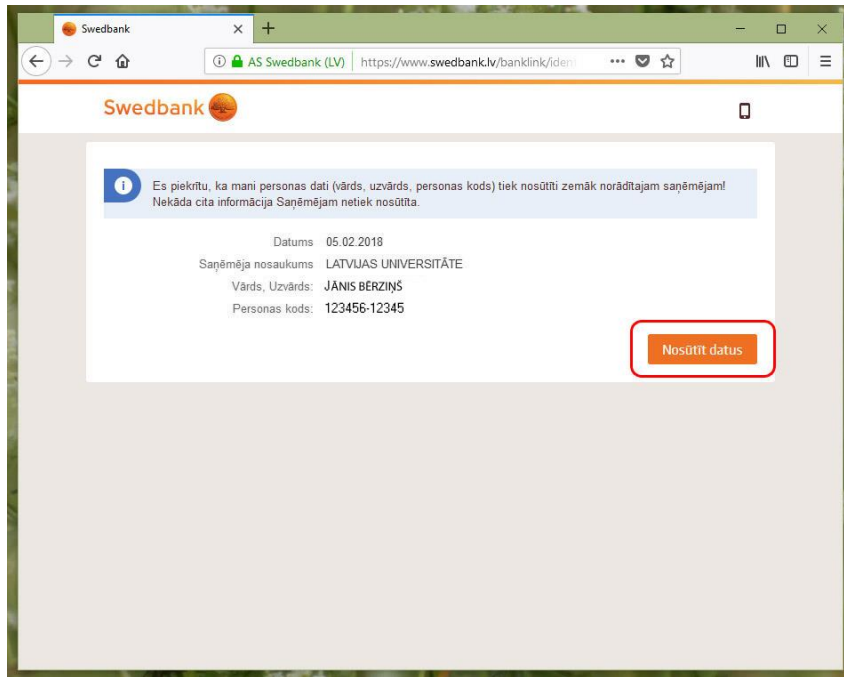 Swedbank
AS Swedbank (LV) https://www.swedbank.lv/banklink/iden
Swedbank
Es piekrītu, ka mani personas dati (vārds, uzvārds, personas kods) tiek nosūtīti zemāk norādītajam saņēmējam!
Nekāda cita informācija Saņēmējam netiek nosūtīta.
Datums 05.02.2018
Saņēmēja nosaukums LATVIJAS UNIVERSITĀTE
Vārds, Uzvārds: JĀNIS BĒRZIŅŠ
Personas kods: 123456-12345
Nosūtīt datus